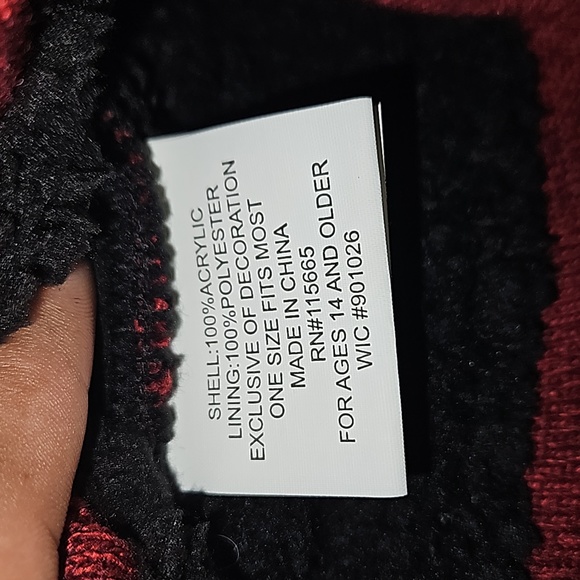 SHELL:100%ACRYLIC
LINING:100%POLYESTER
EXCLUSIVE OF DECORATION
ONE SIZE FITS MOST
MADE IN CHINA
RN#115665
FOR AGES 14 AND OLDER
WIC #901026